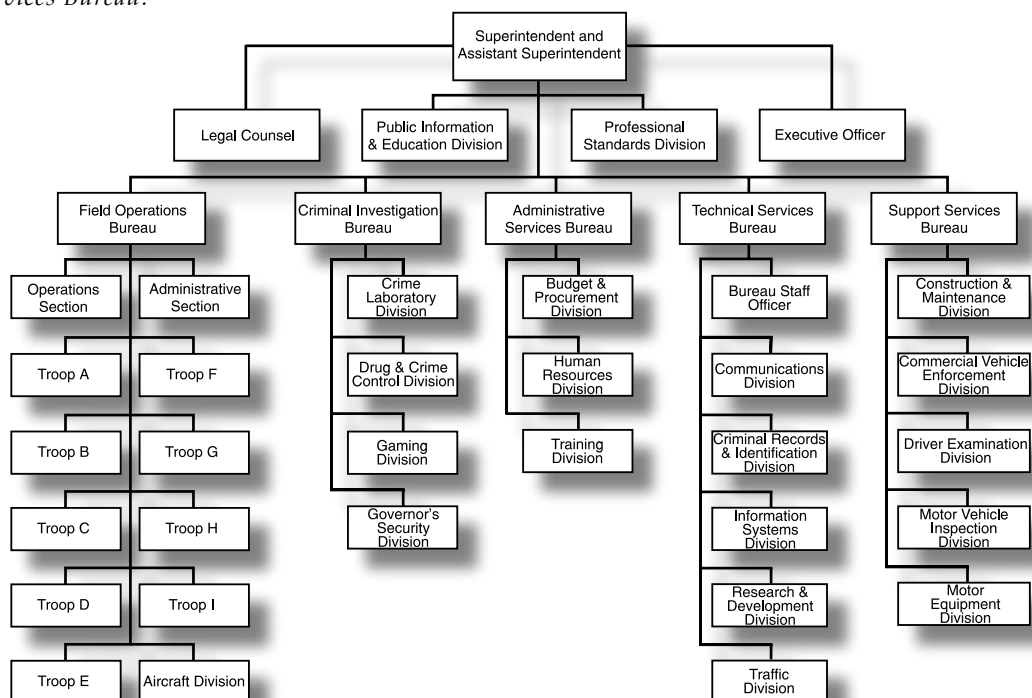 Bureau.
Superintendent and
Assistant Superintendent
Legal Counsel
Public Information
& Education Division
Professional
Standards Division
Executive Officer
Field Operations
Bureau
Criminal Investigation
Bureau
Administrative
Services Bureau
Technical Services
Bureau
Support Services
Bureau
Operations
Section
Administrative
Section
Crime
Laboratory
Division
Budget &
Procurement
Division
Bureau Staff
Officer
Construction &
Maintenance
Division
Troop A
Troop F
Drug & Crime
Control Division
Human
Resources
Division
Communications
Division
Commercial Vehicle
Enforcement
Division
Troop B
Troop G
Gaming
Division
Training
Division
Criminal Records
& Identification
Division
Driver Examination
Division
Troop C
Troop H
Governor's
Security
Division
Information
Systems
Division
Motor Vehicle
Inspection
Division
Troop D
Troop I
Research &
Development
Division
Motor
Equipment
Division
Troop E
Aircraft Division
Traffic
Division